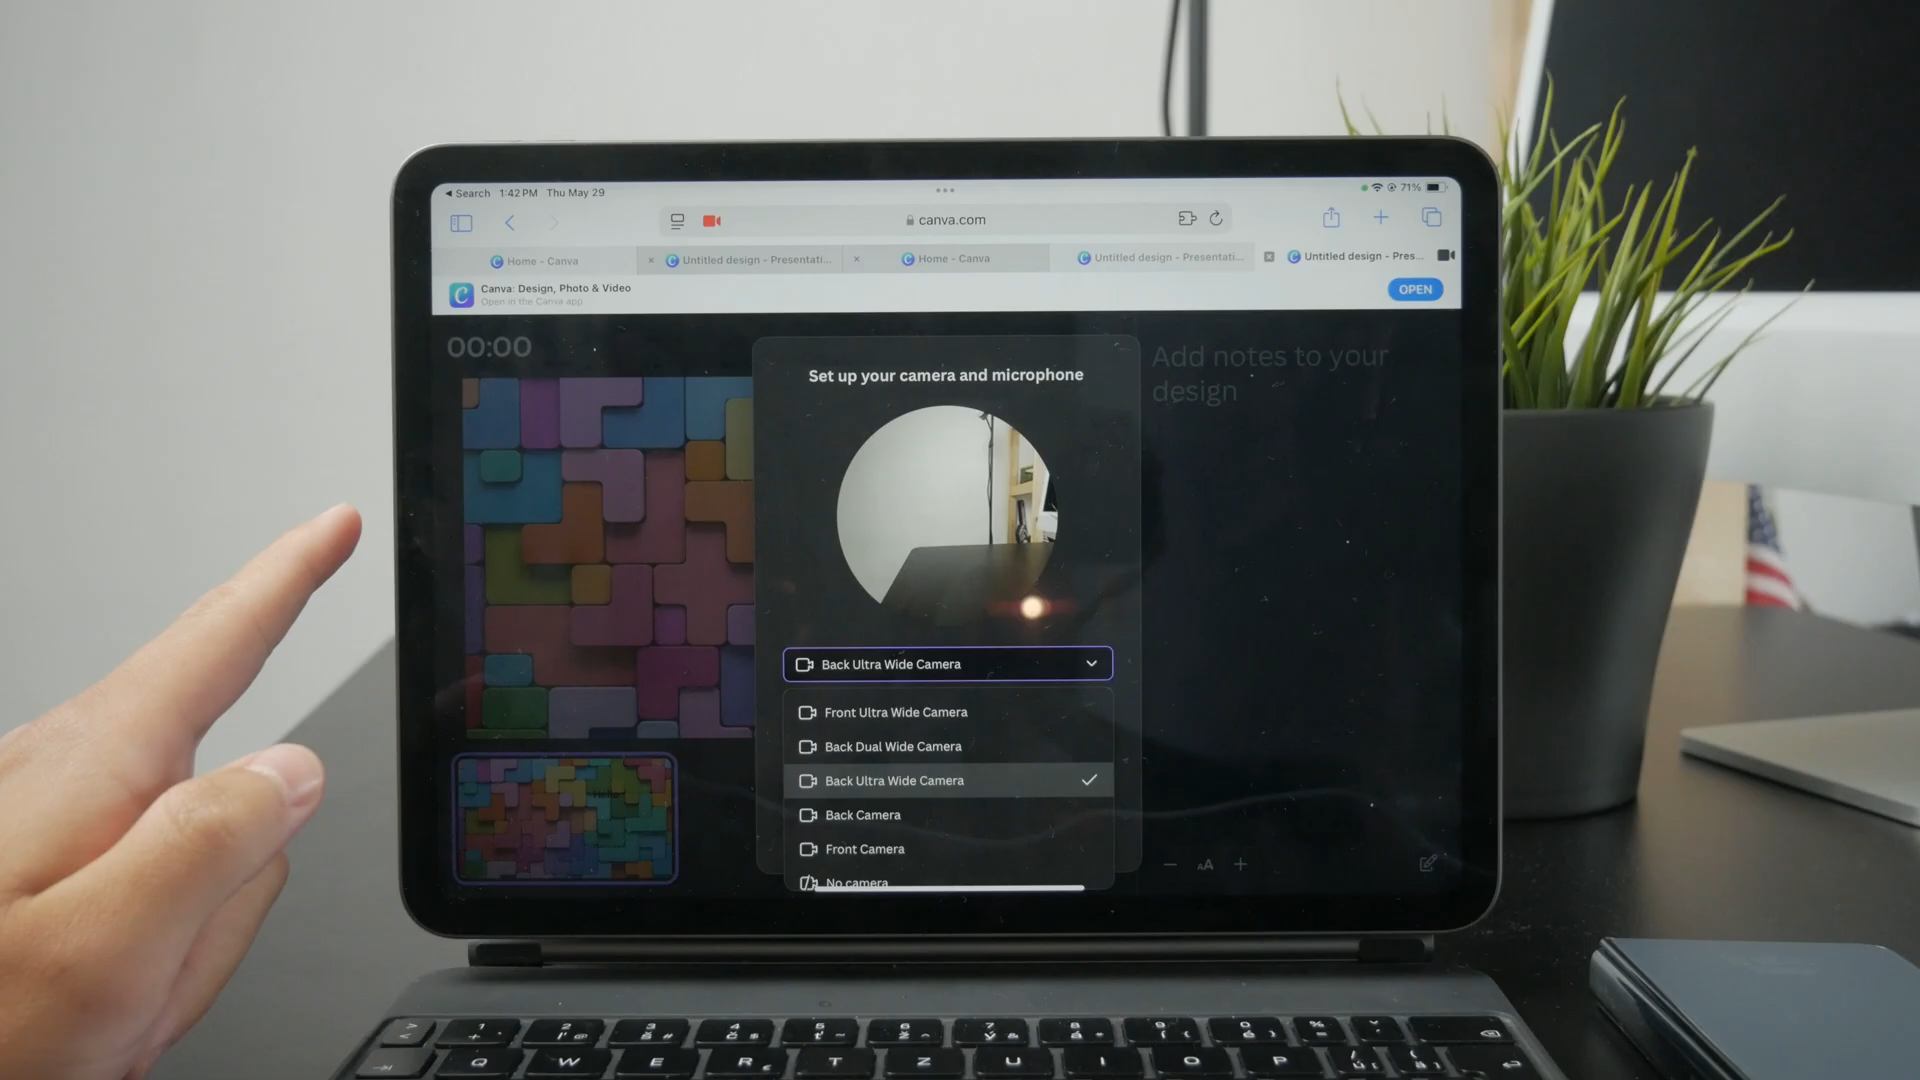 ◀ Search 1:42 PM Thu May 29
71%
canva.com
Home - Canva
Untitled design - Presentati...
Home - Canva
Untitled design - Presentati...
Untitled design - Pres...
Canva: Design, Photo & Video
Open in the Canva app
OPEN
00:00
Set up your camera and microphone
Add notes to your
design
Back Ultra Wide Camera
Front Ultra Wide Camera
Back Dual Wide Camera
Back Ultra Wide Camera
Back Camera
Front Camera
No camera
− AA +
Q W E R T Z U I O P